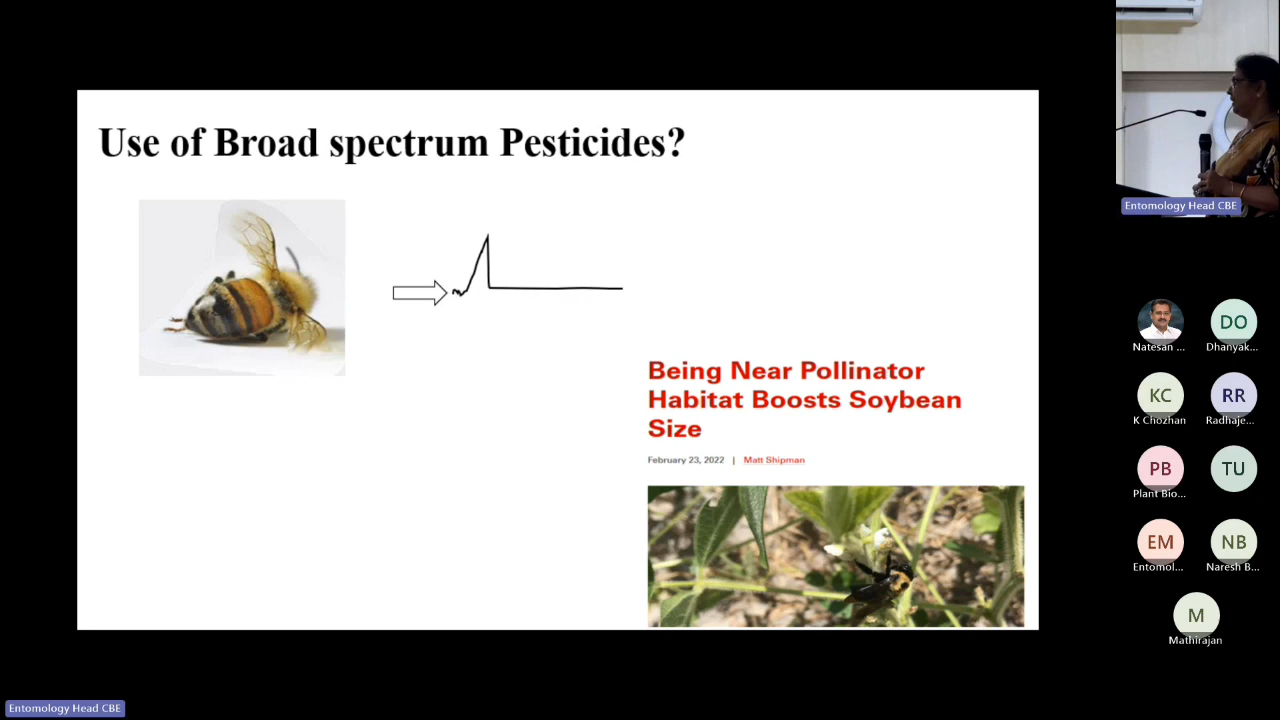 Use of Broad spectrum Pesticides?
Being Near Pollinator
Habitat Boosts Soybean
Size
February 23, 2022 | Matt Shipman
Entomology Head CBE
Natesan ...
DO
Dhanyak...
KC
K Chozhan
RR
Radhaje...
PB
Plant Bio...
TU
EM
Entomol...
NB
Naresh B...
M
Mathirajan
Entomology Head CBE